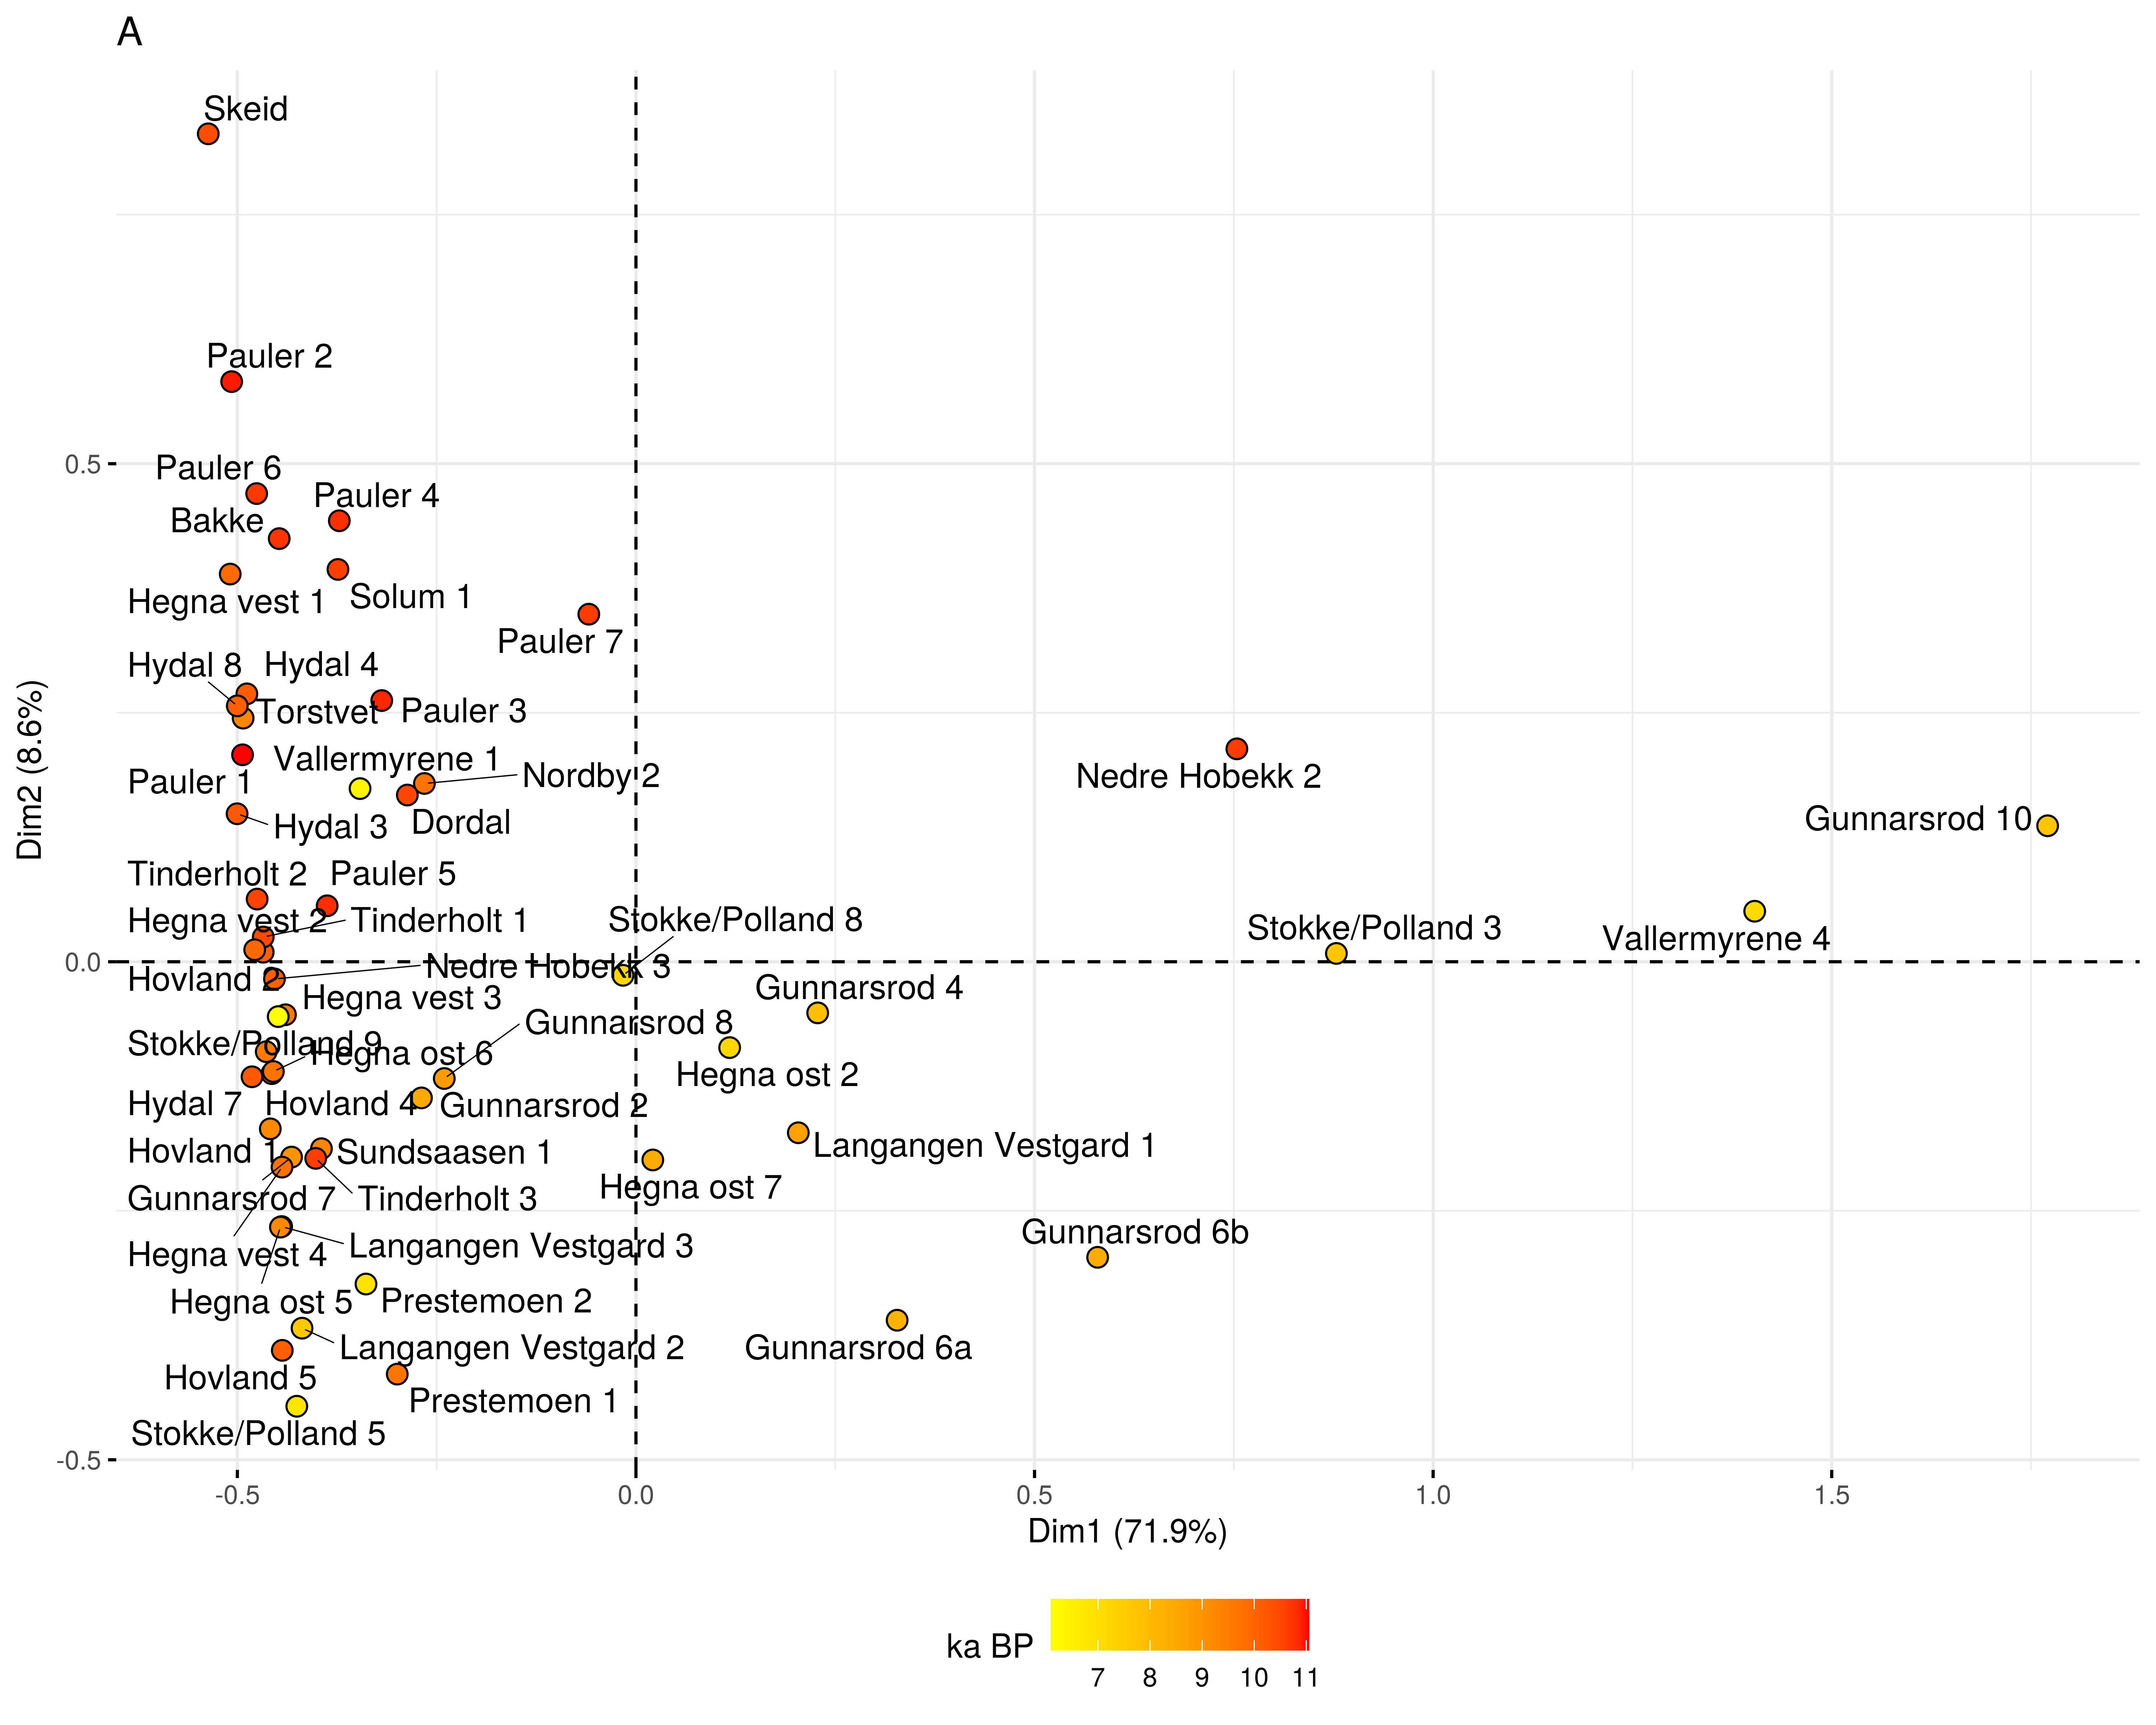 A
Skeid
Pauler 2
0.5
Pauler 6
Pauler 4
Bakke
Hegna vest 1
Solum 1
Pauler 7
Hydal 8
Hydal 4
Torstvet
Pauler 3
Vallermyrene 1
Pauler 1
Nordby 2
Nedre Hobekk 2
Hydal 3
Dordal
Gunnarsrod 10
Dim2 (8.6%)
Tinderholt 2
Pauler 5
Hegna vest 2
Tinderholt 1
Stokke/Polland 8
Stokke/Polland 3
Vallermyrene 4
0.0
Hovland 2
Nedre Hobekk 3
Gunnarsrod 4
Hegna vest 3
Gunnarsrod 8
Stokke/Polland 9
Hegna ost 6
Hegna ost 2
Hydal 7
Hovland 4
Gunnarsrod 2
Hovland 1
Sundsaasen 1
Langangen Vestgard 1
Gunnarsrod 7
Tinderholt 3
Hegna ost 7
Hegna vest 4
Langangen Vestgard 3
Gunnarsrod 6b
Hegna ost 5
Prestemoen 2
Langangen Vestgard 2
Gunnarsrod 6a
Hovland 5
Prestemoen 1
Stokke/Polland 5
-0.5
-0.5 0.0 0.5 1.0 1.5
Dim1 (71.9%)
ka BP
7 8 9 10 11